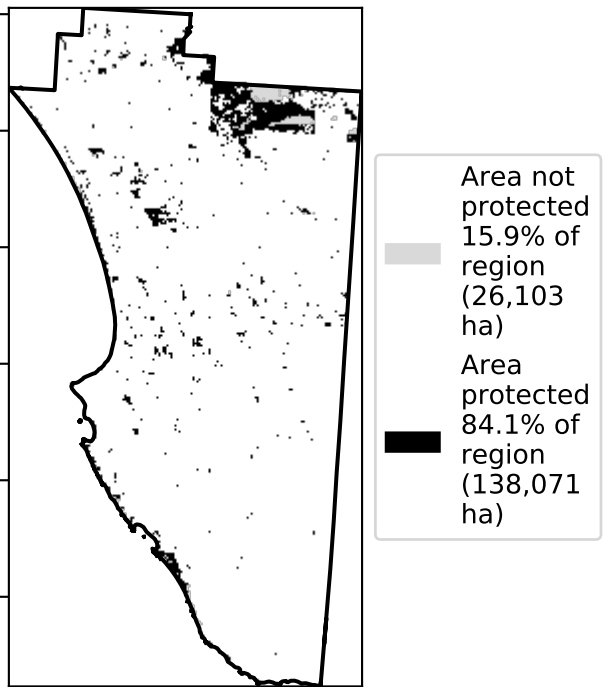 Area not
protected
15.9% of
region
(26,103
ha)
Area
protected
84.1% of
region
(138,071
ha)